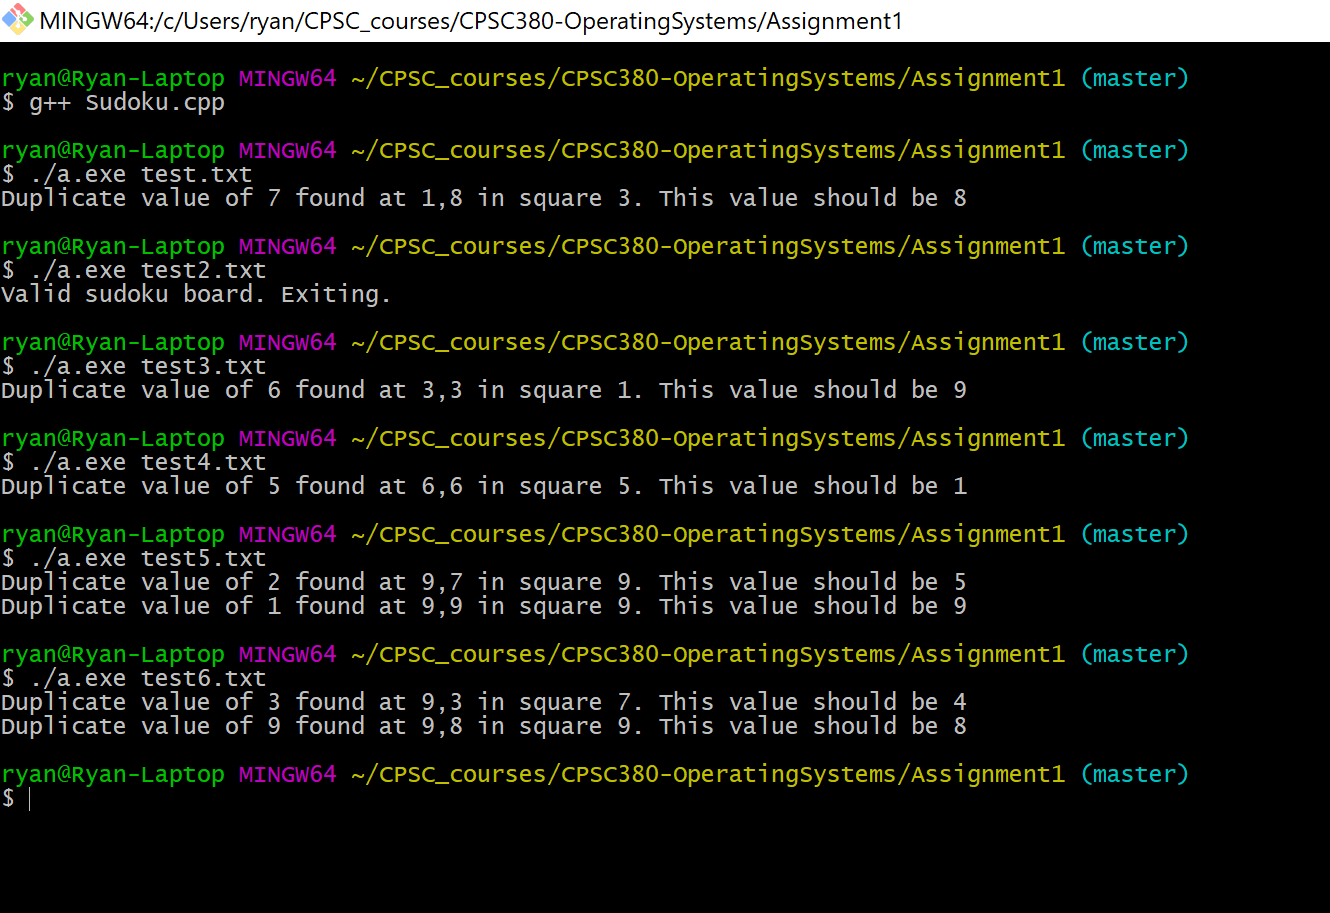 MINGW64:/c/Users/ryan/CPSC_courses/CPSC380-OperatingSystems/Assignment1
ryan@Ryan-Laptop MINGW64 ~/CPSC_courses/CPSC380-OperatingSystems/Assignment1 (master)
$ g++ Sudoku.cpp
ryan@Ryan-Laptop MINGW64 ~/CPSC_courses/CPSC380-OperatingSystems/Assignment1 (master)
$ ./a.exe test.txt
Duplicate value of 7 found at 1,8 in square 3. This value should be 8
ryan@Ryan-Laptop MINGW64 ~/CPSC_courses/CPSC380-OperatingSystems/Assignment1 (master)
$ ./a.exe test2.txt
Valid sudoku board. Exiting.
ryan@Ryan-Laptop MINGW64 ~/CPSC_courses/CPSC380-OperatingSystems/Assignment1 (master)
$ ./a.exe test3.txt
Duplicate value of 6 found at 3,3 in square 1. This value should be 9
ryan@Ryan-Laptop MINGW64 ~/CPSC_courses/CPSC380-OperatingSystems/Assignment1 (master)
$ ./a.exe test4.txt
Duplicate value of 5 found at 6,6 in square 5. This value should be 1
ryan@Ryan-Laptop MINGW64 ~/CPSC_courses/CPSC380-OperatingSystems/Assignment1 (master)
$ ./a.exe test5.txt
Duplicate value of 2 found at 9,7 in square 9. This value should be 5
Duplicate value of 1 found at 9,9 in square 9. This value should be 9
ryan@Ryan-Laptop MINGW64 ~/CPSC_courses/CPSC380-OperatingSystems/Assignment1 (master)
$ ./a.exe test6.txt
Duplicate value of 3 found at 9,3 in square 7. This value should be 4
Duplicate value of 9 found at 9,8 in square 9. This value should be 8
ryan@Ryan-Laptop MINGW64 ~/CPSC_courses/CPSC380-OperatingSystems/Assignment1 (master)
$